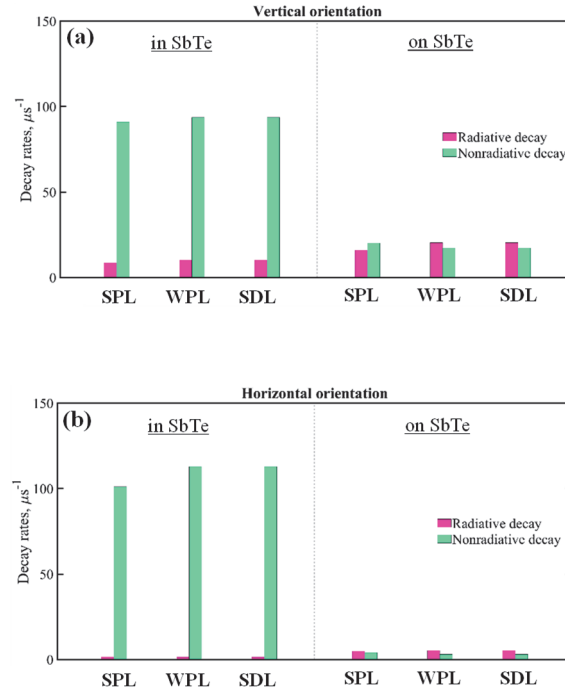 Vertical orientation
150
(a)
in SbTe
on SbTe
100
Decay rates, μs⁻¹
Radiative decay
Nonradiative decay
50
0
SPL WPL SDL SPL WPL SDL
Horizontal orientation
150
(b)
in SbTe
on SbTe
100
Decay rates, μs⁻¹
Radiative decay
Nonradiative decay
50
0
SPL WPL SDL SPL WPL SDL